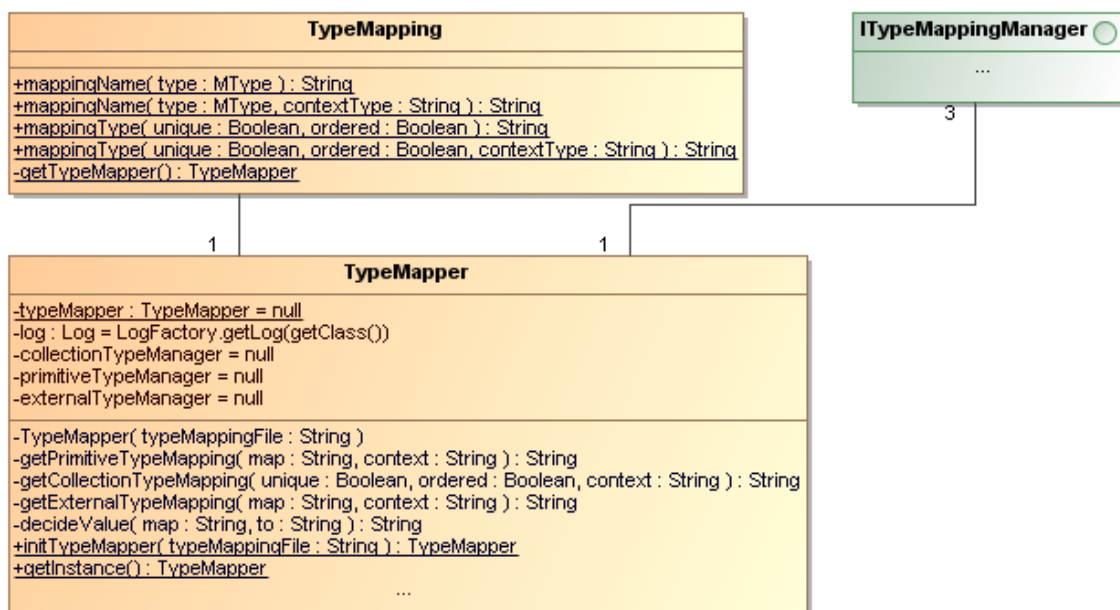 TypeMapping
+mappingName( type : MType ) : String
+mappingName( type : MType, contextType : String ) : String
+mappingType( unique : Boolean, ordered : Boolean ) : String
+mappingType( unique : Boolean, ordered : Boolean, contextType : String ) : String
-getTypeMapper() : TypeMapper
ITypeMappingManager
...
3
1
1
TypeMapper
-typeMapper : TypeMapper = null
-log : Log = LogFactory.getLog(getClass())
-collectionTypeManager = null
-primitiveTypeManager = null
-externalTypeManager = null
-TypeMapper( typeMappingFile : String )
-getPrimitiveTypeMapping( map : String, context : String ) : String
-getCollectionTypeMapping( unique : Boolean, ordered : Boolean, context : String ) : String
-getExternalTypeMapping( map : String, context : String ) : String
-decideValue( map : String, to : String ) : String
+initTypeMapper( typeMappingFile : String ) : TypeMapper
+getInstance() : TypeMapper
...